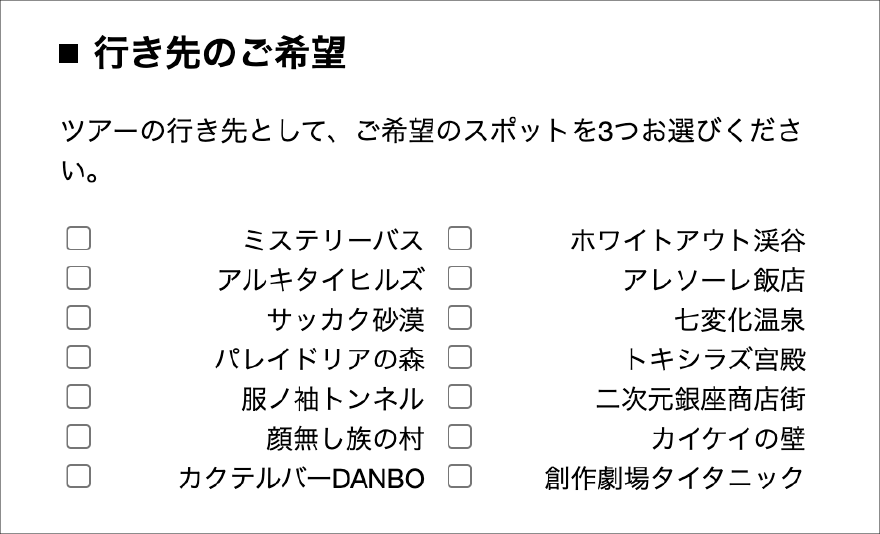 ■ 行き先のご希望
ツアーの行き先として、ご希望のスポットを3つお選びくださ
い。
ミステリーバス ホワイトアウト渓谷
アルキタイヒルズ アレソーレ飯店
サッカク砂漠 七変化温泉
パレイドリアの森 トキシラズ宮殿
服ノ袖トンネル 二次元銀座商店街
顔無し族の村 カイケイの壁
カクテルバーDANBO 創作劇場タイタニック